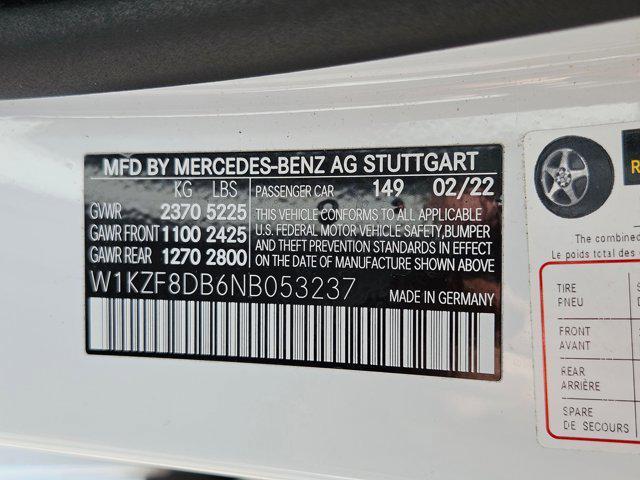 MFD BY MERCEDES-BENZ AG STUTTGART
KG LBS
GVWR 2370 5225
GAWR FRONT 1100 2425
GAWR REAR 1270 2800
PASSENGER CAR 149 02/22
THIS VEHICLE CONFORMS TO ALL APPLICABLE
U.S. FEDERAL MOTOR VEHICLE SAFETY, BUMPER
AND THEFT PREVENTION STANDARDS IN EFFECT
ON THE DATE OF MANUFACTURE SHOWN ABOVE
W1KZF8DB6NB053237 MADE IN GERMANY
The combined
Le poids total des
TIRE
PNEU
FRONT
AVANT
REAR
ARRIÈRE
SPARE
DE SECOURS